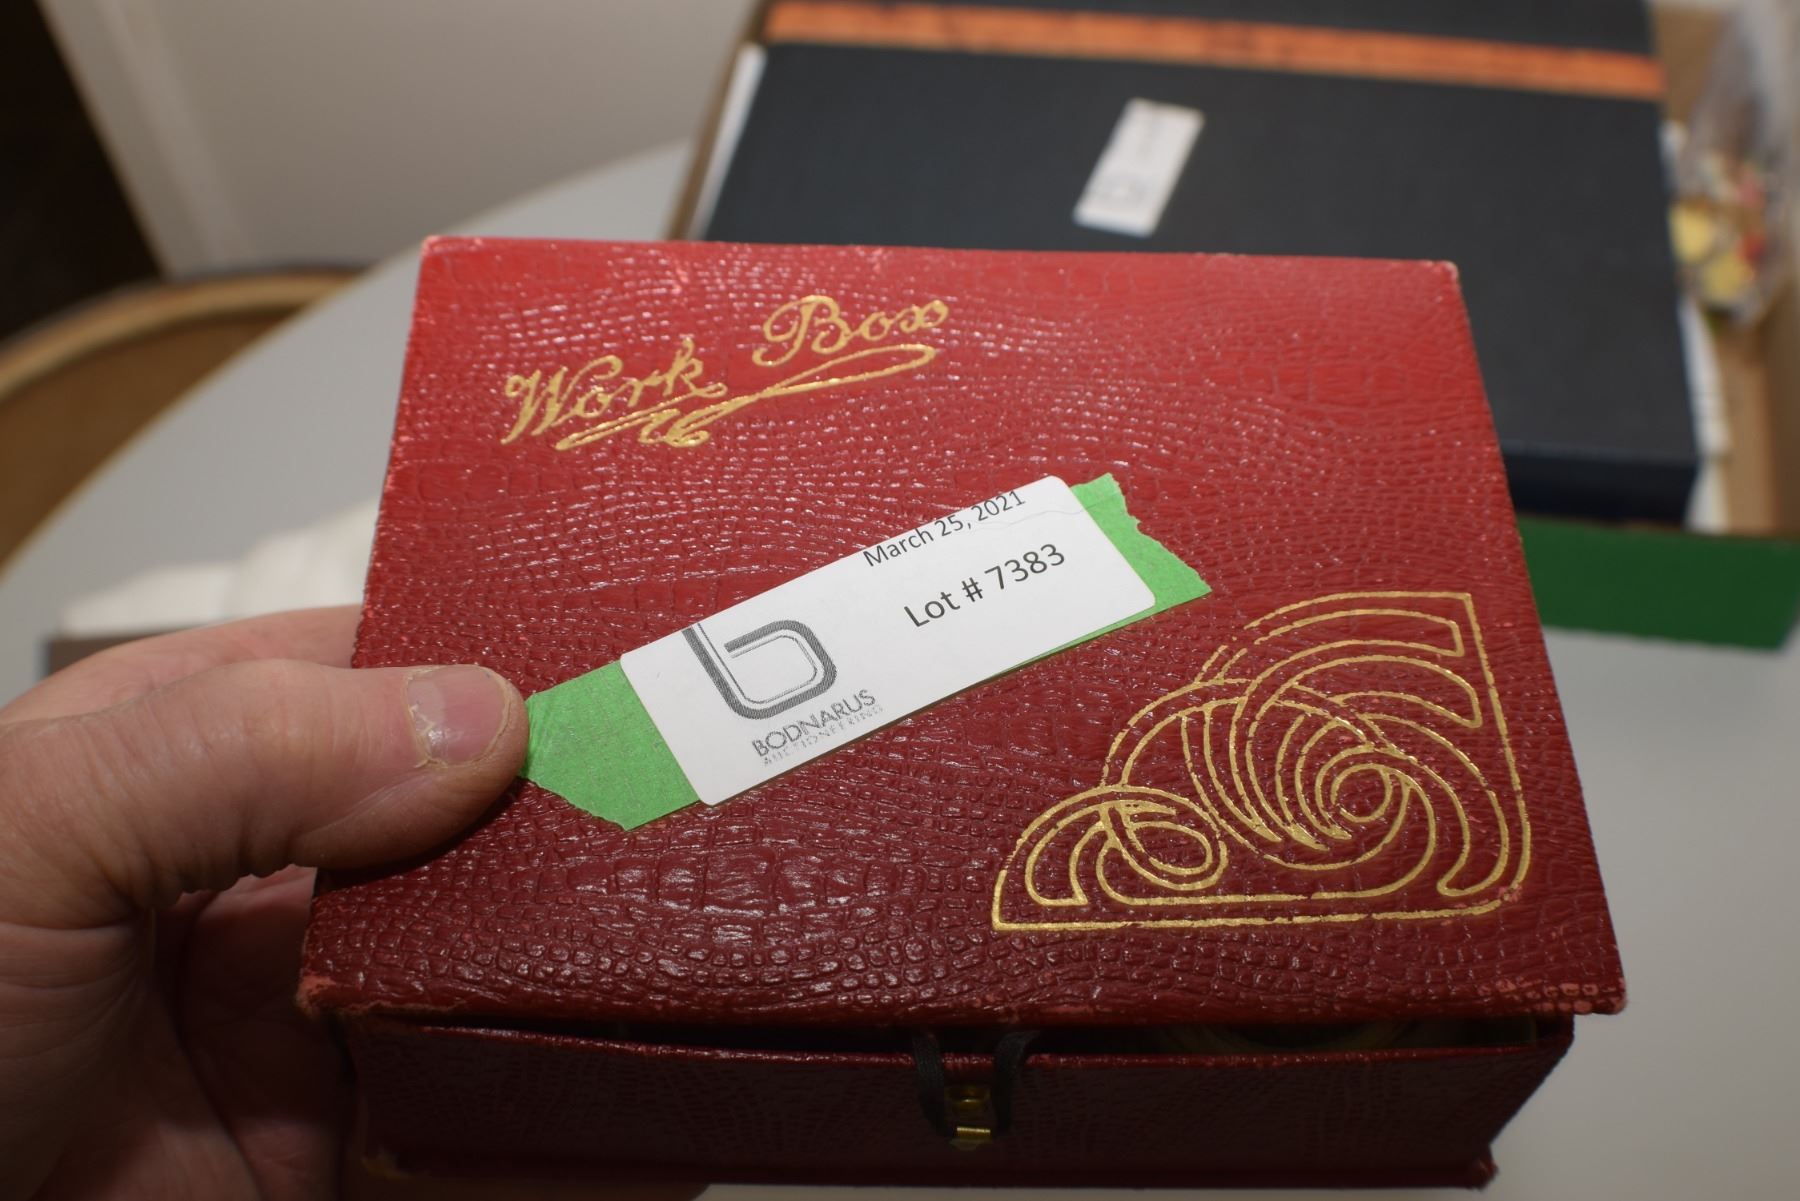 Work Box
March 25, 2021
Lot # 7383
b
BODNARUS
AUCTIONEERING